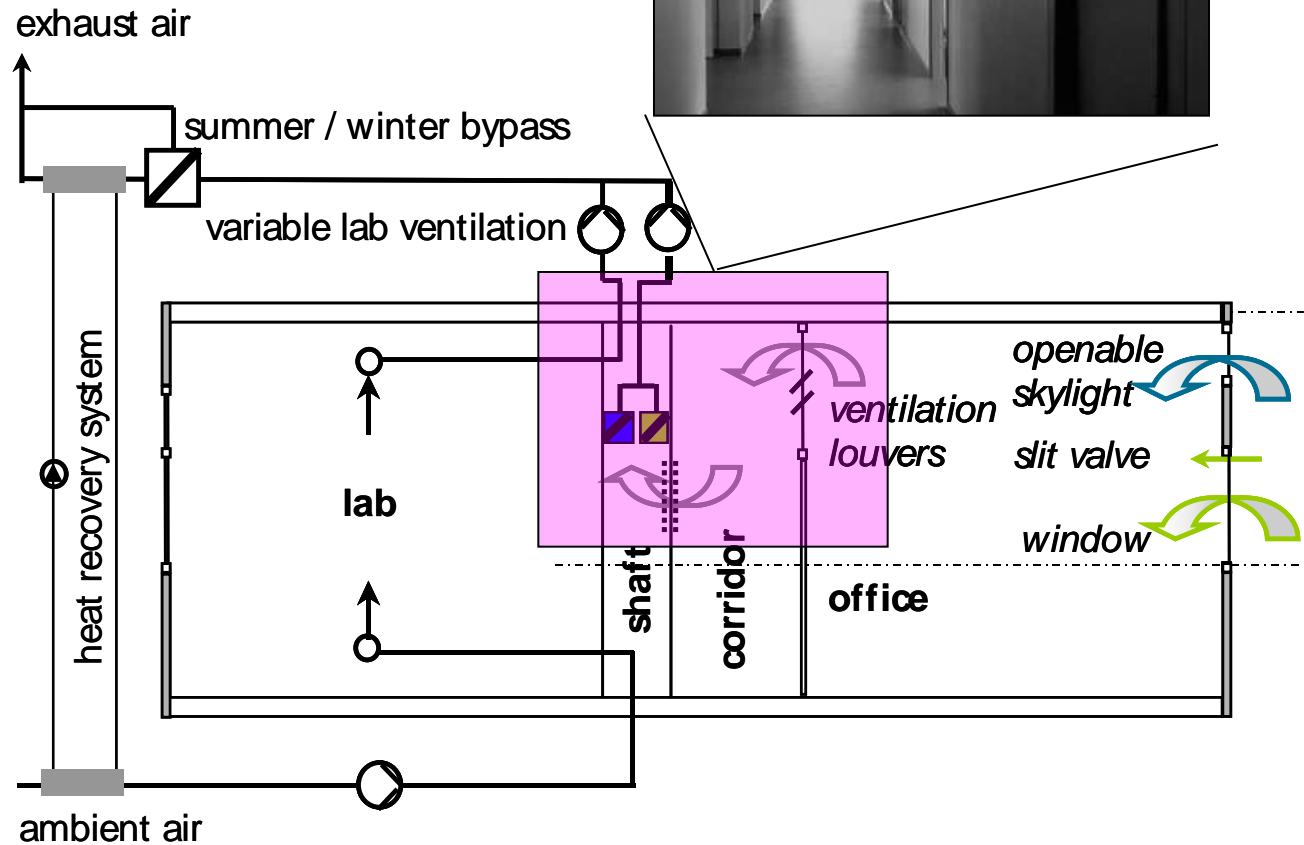 exhaust air
summer / winter bypass
variable lab ventilation
heat recovery system
lab
shaft
corridor
ventilation
louvers
office
openable
skylight
slit valve
window
ambient air